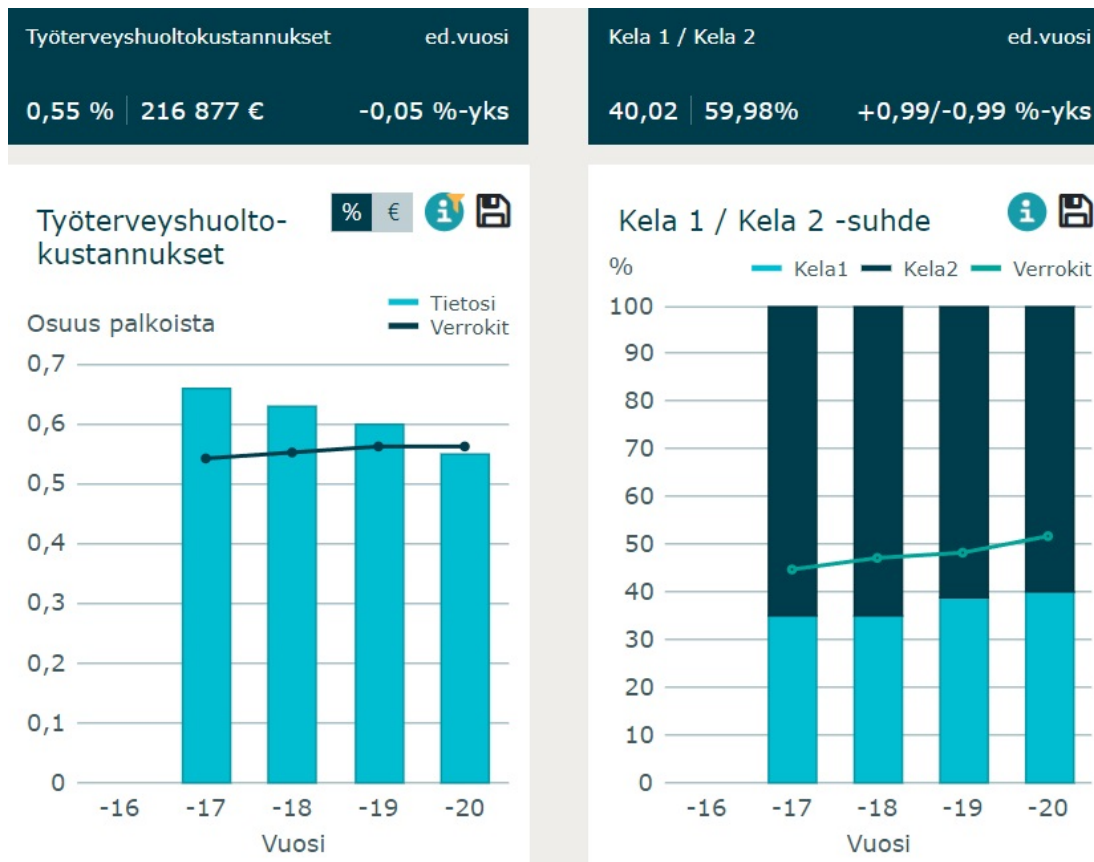 Työterveyshuoltokustannukset ed.vuosi
0,55 % 216 877 € -0,05 %-yks
Työterveyshuolto-
kustannukset
% €
i
Osuus palkoista
Tietosi
Verrokit
0,7
0,6
0,5
0,4
0,3
0,2
0,1
0
-16 -17 -18 -19 -20
Vuosi
Kela 1 / Kela 2 ed.vuosi
40,02 59,98% +0,99/-0,99 %-yks
Kela 1 / Kela 2 -suhde
i
%
Kela1 Kela2 Verrokit
100
90
80
70
60
50
40
30
20
10
0
-16 -17 -18 -19 -20
Vuosi